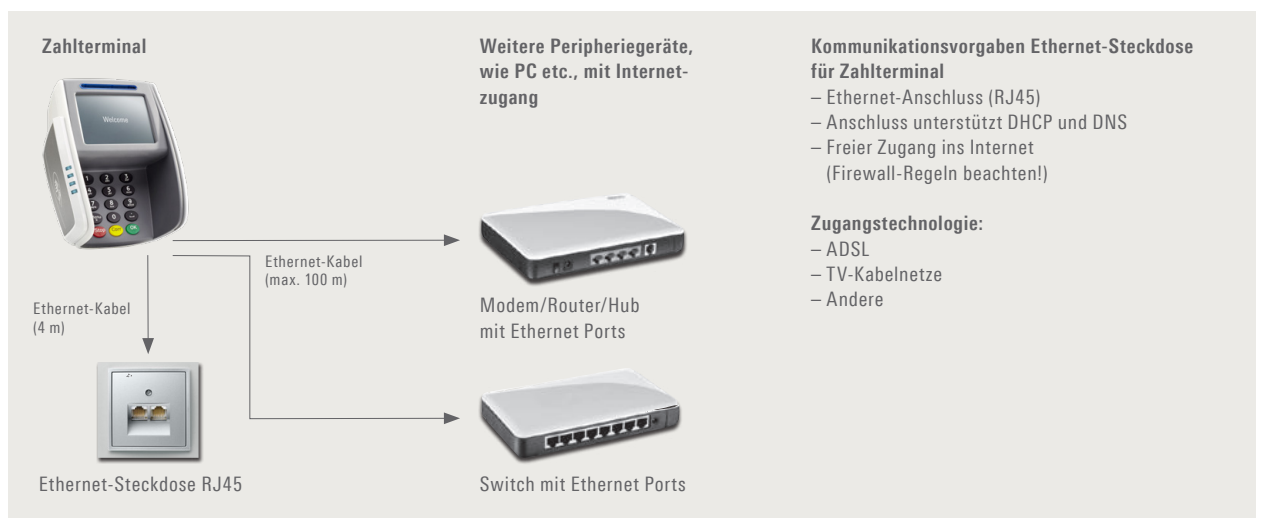 Zahlterminal
Welcome
Ethernet-Kabel
(4 m)
Ethernet-Steckdose RJ45
Ethernet-Kabel
(max. 100 m)
Weitere Peripheriegeräte,
wie PC etc., mit Internet-
zugang
Modem/Router/Hub
mit Ethernet Ports
Switch mit Ethernet Ports
Kommunikationsvorgaben Ethernet-Steckdose
für Zahlterminal
– Ethernet-Anschluss (RJ45)
– Anschluss unterstützt DHCP und DNS
– Freier Zugang ins Internet
(Firewall-Regeln beachten!)
Zugangstechnologie:
– ADSL
– TV-Kabelnetze
– Andere